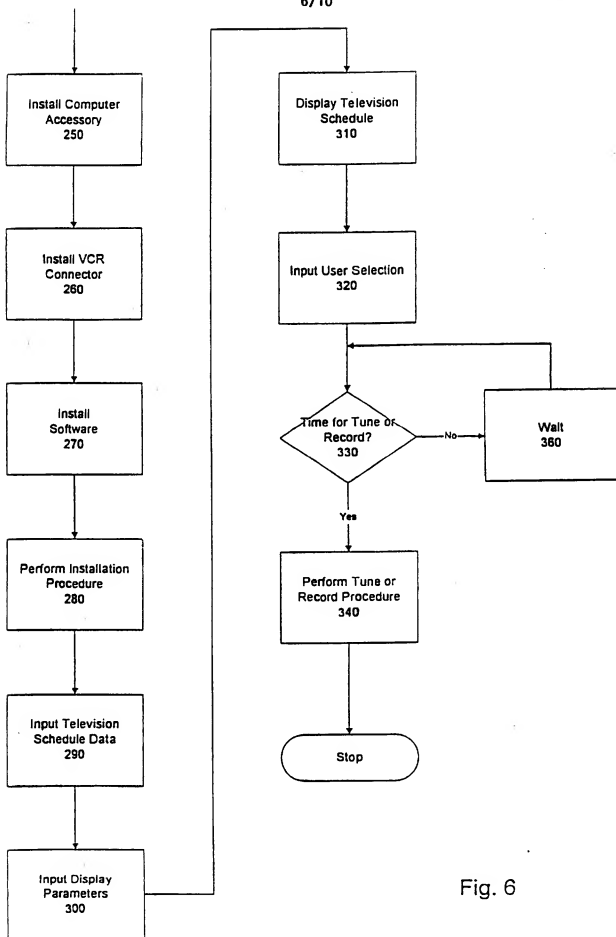 6/10
Install Computer
Accessory
250
Install VCR
Connector
260
Install
Software
270
Perform Installation
Procedure
280
Input Television
Schedule Data
290
Input Display
Parameters
300
Display Television
Schedule
310
Input User Selection
320
Time for Tune or
Record?
330
No
Wait
360
Yes
Perform Tune or
Record Procedure
340
Stop
Fig. 6